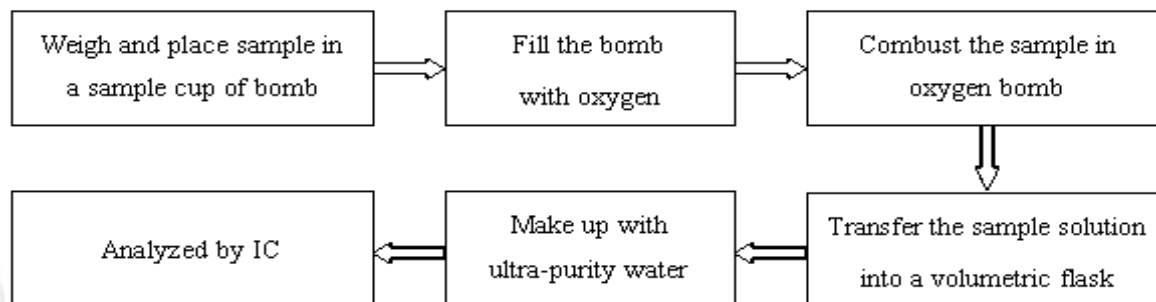 Weigh and place sample in
a sample cup of bomb
Fill the bomb
with oxygen
Combust the sample in
oxygen bomb
Transfer the sample solution
into a volumetric flask
Make up with
ultra-purity water
Analyzed by IC